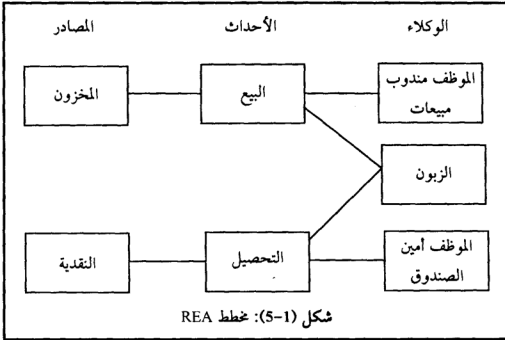 الوكلاء الأحداث المصادر
الموظف مندوب مبيعات
البيع
المخزون
الزبون
الموظف أمين الصندوق
التحصيل
النقدية
شكل (1-5): مخطط REA